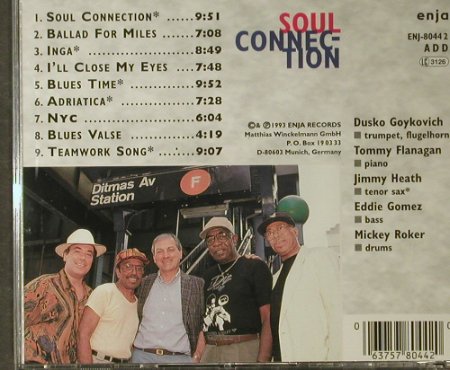 1. SOUL CONNECTION* 9:51
2. BALLAD FOR MILES 7:08
3. INGA* 8:49
4. I'LL CLOSE MY EYES 7:48
5. BLUES TIME* 9:52
6. ADRIATICA* 7:28
7. NYC 6:04
8. BLUES VALSE 4:19
9. TEAMWORK SONG* 9:07
SOUL
CONNEC-
TION
enja
ENJ-8044 2
A D D
LC 3126
© & ℗ 1993 ENJA RECORDS
Matthias Winckelmann GmbH
P. O. Box 19 03 33
D-80603 Munich, Germany
Dusko Goykovich
trumpet, flugelhorn
Tommy Flanagan
piano
Jimmy Heath
tenor sax*
Eddie Gomez
bass
Mickey Roker
drums
Ditmas Av
Station
F
0 63757 80442 0